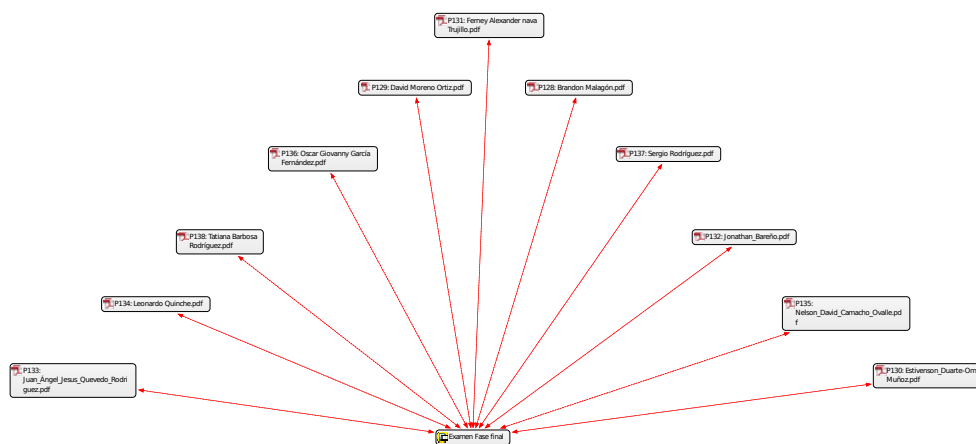 P131: Ferney Alexander nava
Trujillo.pdf
P129: David Moreno Ortiz.pdf
P128: Brandon Malagón.pdf
P136: Oscar Giovanny García
Fernández.pdf
P137: Sergio Rodríguez.pdf
P138: Tatiana Barbosa
Rodríguez.pdf
P132: Jonathan_Bareño.pdf
P134: Leonardo Quinche.pdf
P135:
Nelson_David_Camacho_Ovalle.pd
f
P133:
Juan_Ángel_Jesus_Quevedo_Rodrí
guez.pdf
P130: Estivenson_Duarte-Om
Muñoz.pdf
Examen Fase final